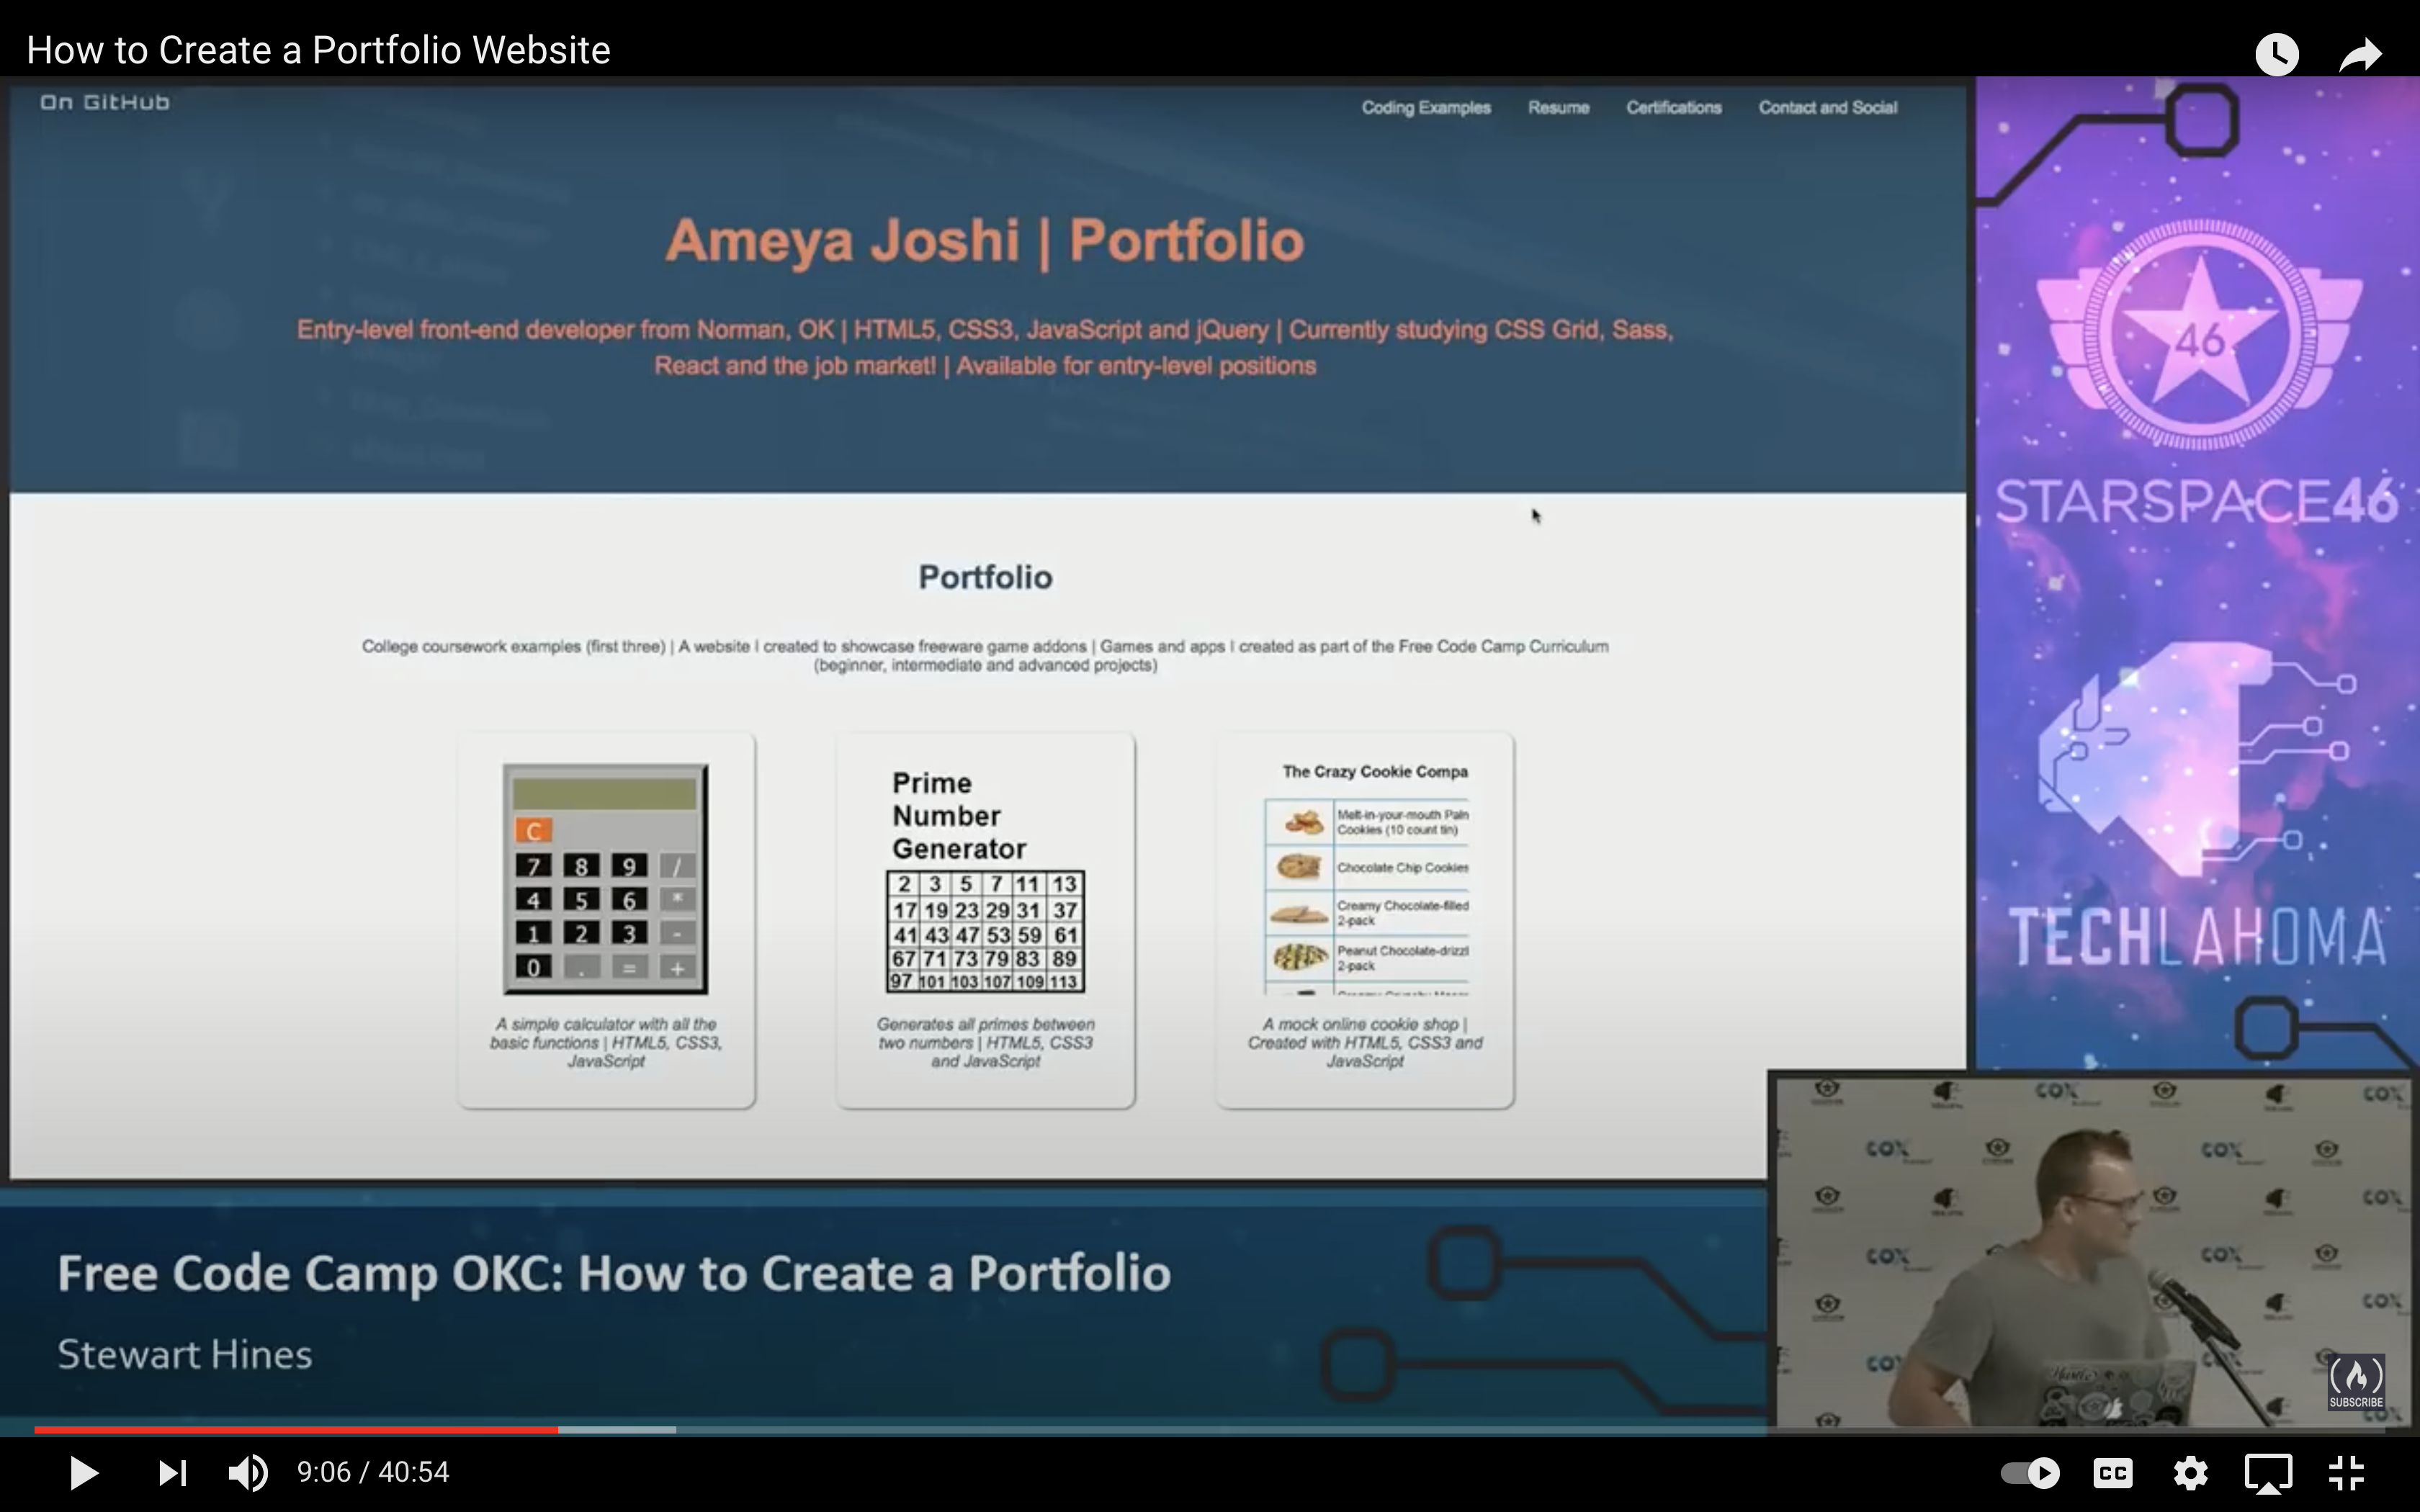 How to Create a Portfolio Website
On GitHub
Coding Examples Resume Certifications Contact and Social
Ameya Joshi | Portfolio
Entry-level front-end developer from Norman, OK | HTML5, CSS3, JavaScript and jQuery | Currently studying CSS Grid, Sass,
React and the job market! | Available for entry-level positions
Portfolio
College coursework examples (first three) | A website I created to showcase freeware game addons | Games and apps I created as part of the Free Code Camp Curriculum
(beginner, intermediate and advanced projects)
C
7 8 9 /
4 5 6 *
1 2 3 -
0 . = +
A simple calculator with all the
basic functions | HTML5, CSS3,
JavaScript
Prime
Number
Generator
2 3 5 7 11 13
17 19 23 29 31 37
41 43 47 53 59 61
67 71 73 79 83 89
97 101 103 107 109 113
Generates all primes between
two numbers | HTML5, CSS3
and JavaScript
The Crazy Cookie Compa
Melt-in-your-mouth Paln
Cookies (10 count tin)
Chocolate Chip Cookies
Creamy Chocolate-filled
2-pack
Peanut Chocolate-drizzl
2-pack
A mock online cookie shop |
Created with HTML5, CSS3 and
JavaScript
46
STARSPACE46
TECHLAHOMA
COX COX
COX COX
COX
COX COX
COX
SUBSCRIBE
Free Code Camp OKC: How to Create a Portfolio
Stewart Hines
9:06 / 40:54
CC